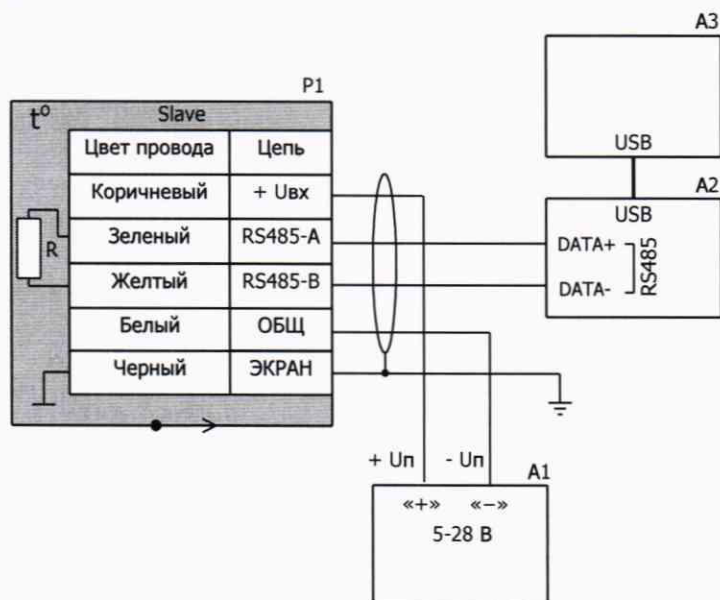 A3
P1
t⁰
Slave
Цвет провода Цепь
Коричневый + Uвх
Зеленый RS485-A
Желтый RS485-B
Белый ОБЩ
Черный ЭКРАН
R
USB
A2
USB
DATA+
DATA-
RS485
+ Uп - Uп
A1
«+» «−»
5-28 В